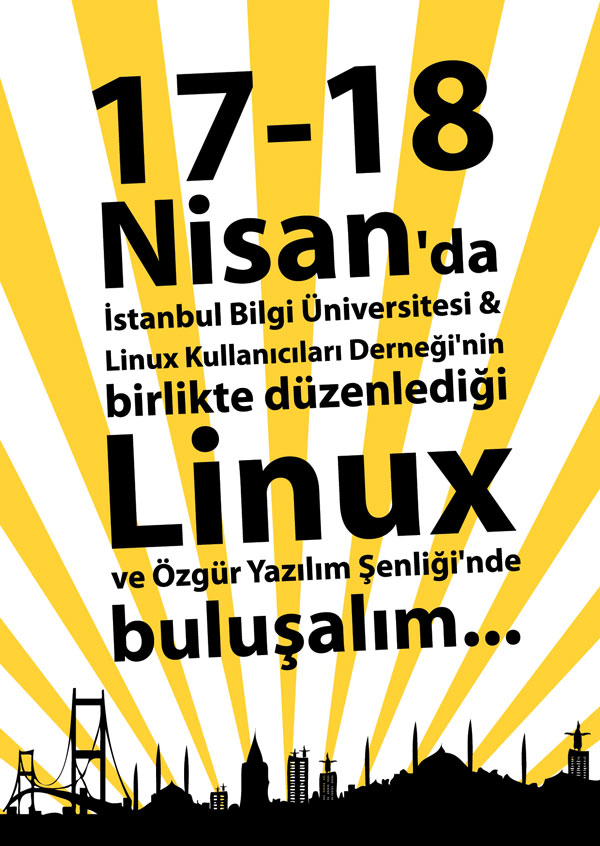 17-18
Nisan'da
İstanbul Bilgi Üniversitesi &
Linux Kullanıcıları Derneği'nin
birlikte düzenlediği
Linux
ve Özgür Yazılım Şenliği'nde
buluşalım...